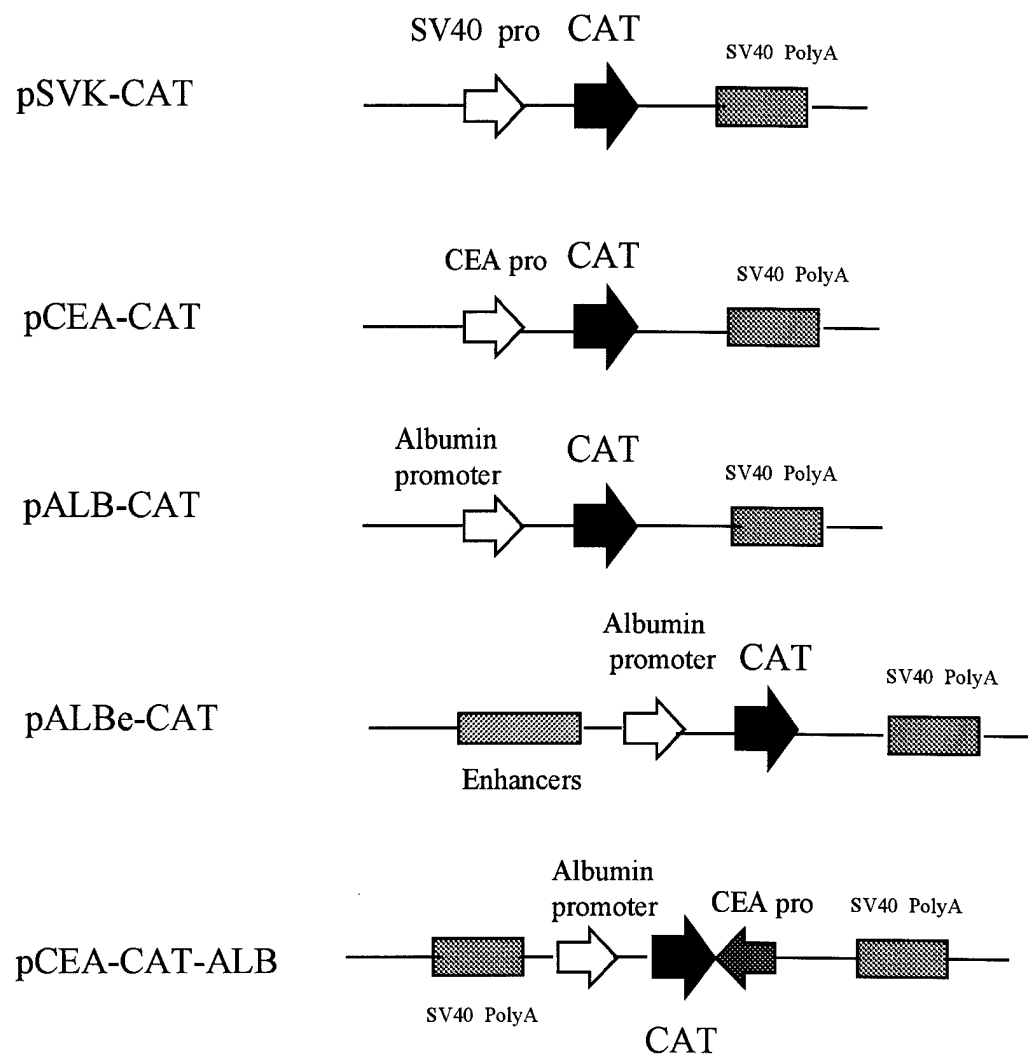 SV40 pro CAT SV40 PolyA
pSVK-CAT
CEA pro CAT SV40 PolyA
pCEA-CAT
Albumin
promoter CAT SV40 PolyA
pALB-CAT
Albumin
promoter CAT SV40 PolyA
pALBe-CAT
Enhancers
Albumin
promoter CEA pro SV40 PolyA
pCEA-CAT-ALB
SV40 PolyA CAT